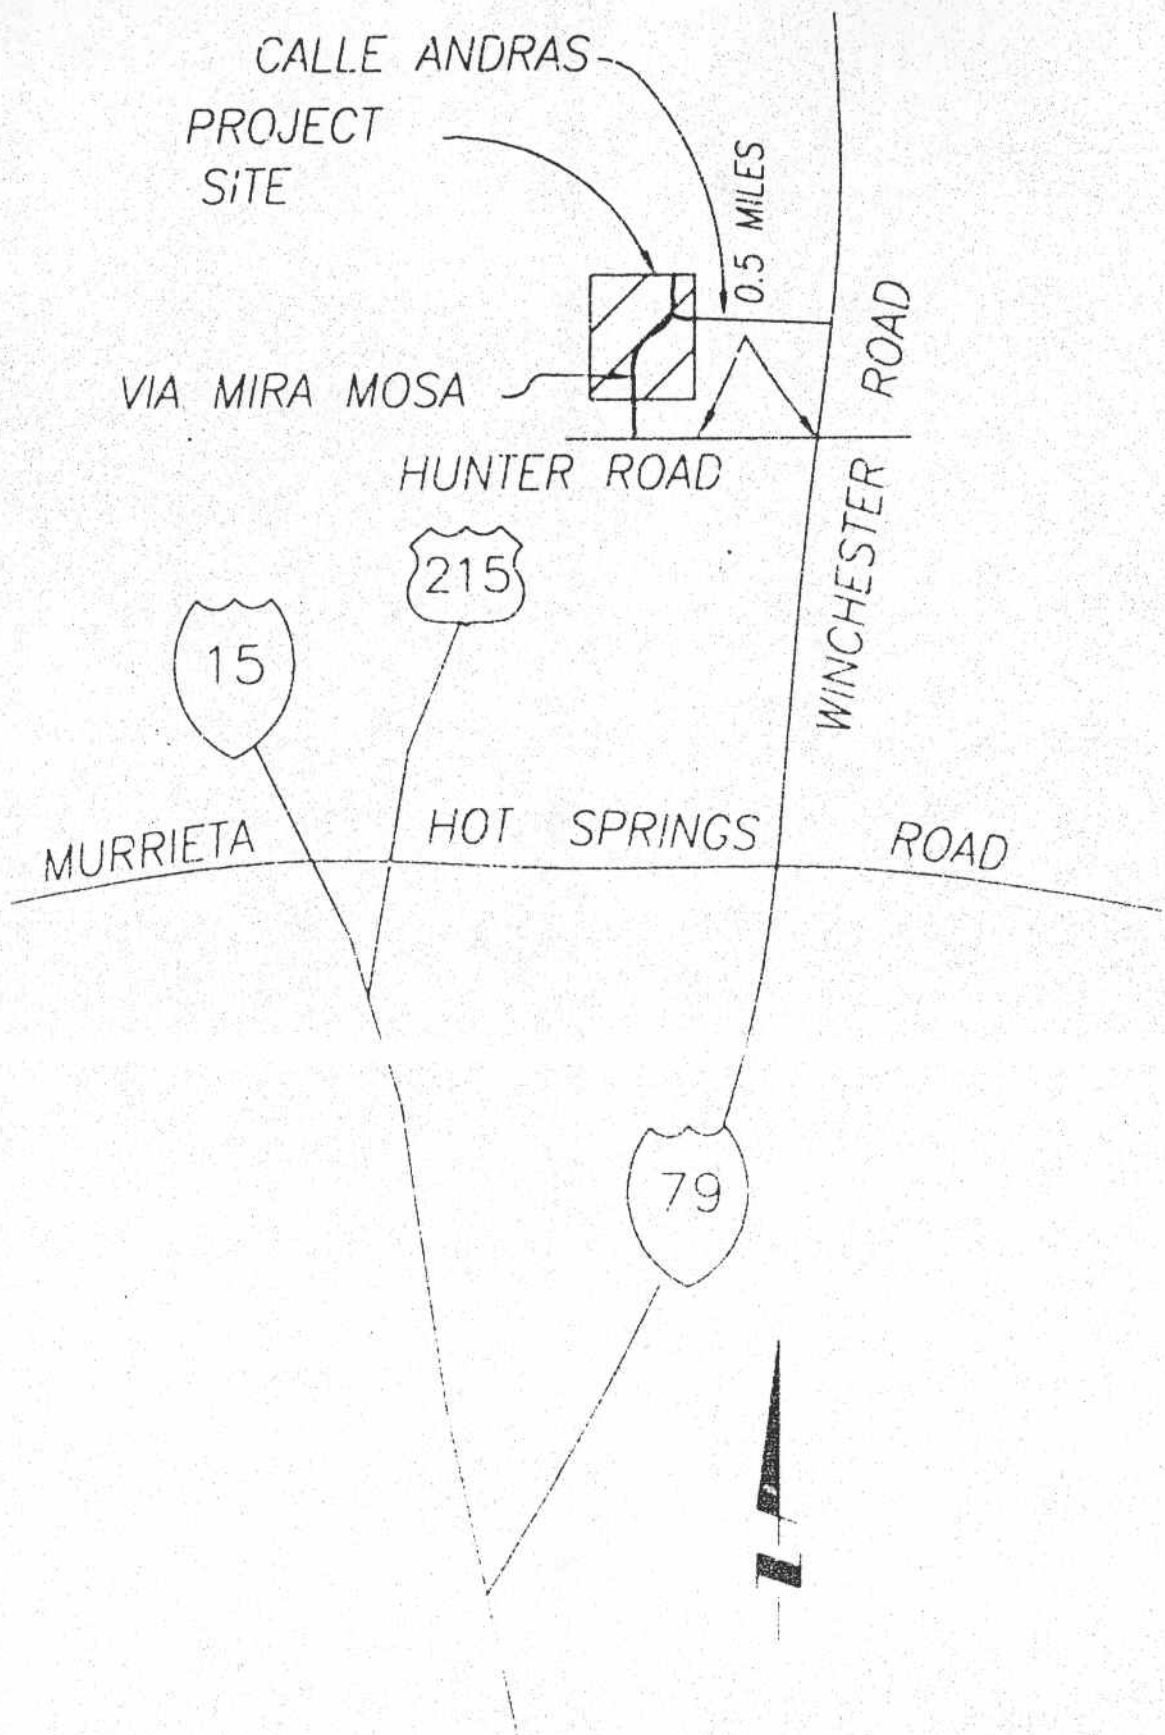 CALLE ANDRAS
PROJECT
SITE
0.5 MILES
VIA MIRA MOSA
HUNTER ROAD
WINCHESTER ROAD
215
15
MURRIETA HOT SPRINGS ROAD
79
N